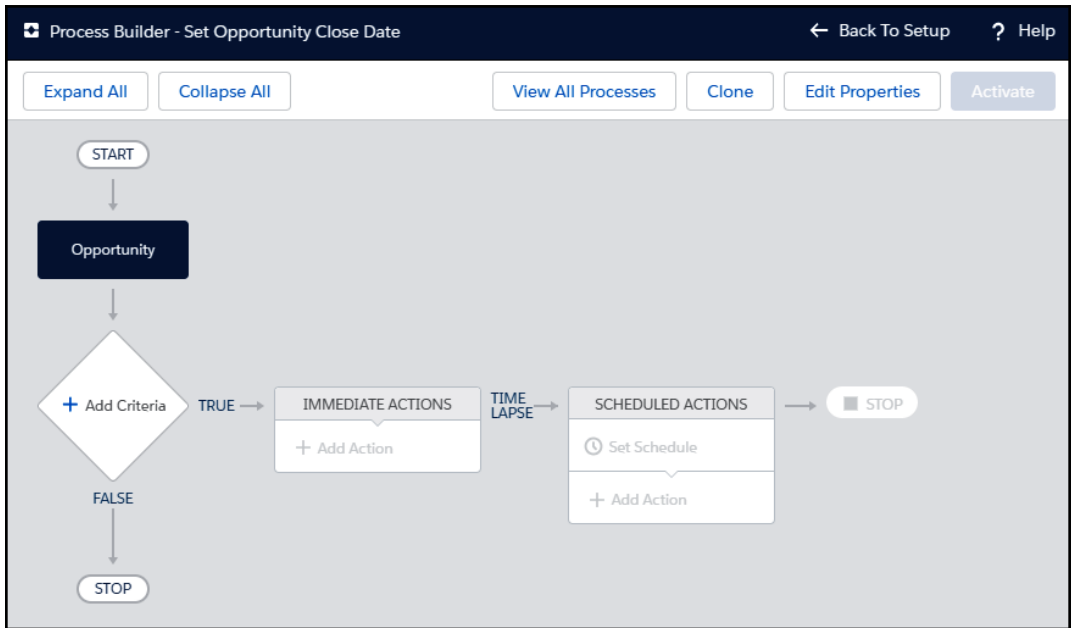 Process Builder - Set Opportunity Close Date
Back To Setup
? Help
Expand All
Collapse All
View All Processes
Clone
Edit Properties
Activate
START
Opportunity
+ Add Criteria
TRUE
IMMEDIATE ACTIONS
+ Add Action
TIME
LAPSE
SCHEDULED ACTIONS
Set Schedule
+ Add Action
STOP
FALSE
STOP